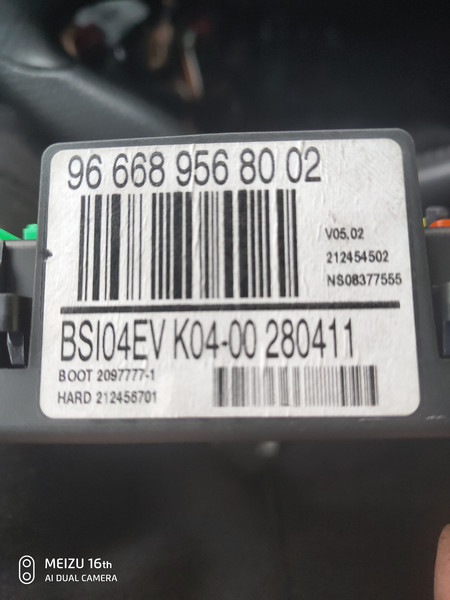 96 668 956 80 02
V05.02
212454502
NS08377555
BSI04EV K04-00 280411
BOOT 2097777-1
HARD 212456701
MEIZU 16th
AI DUAL CAMERA